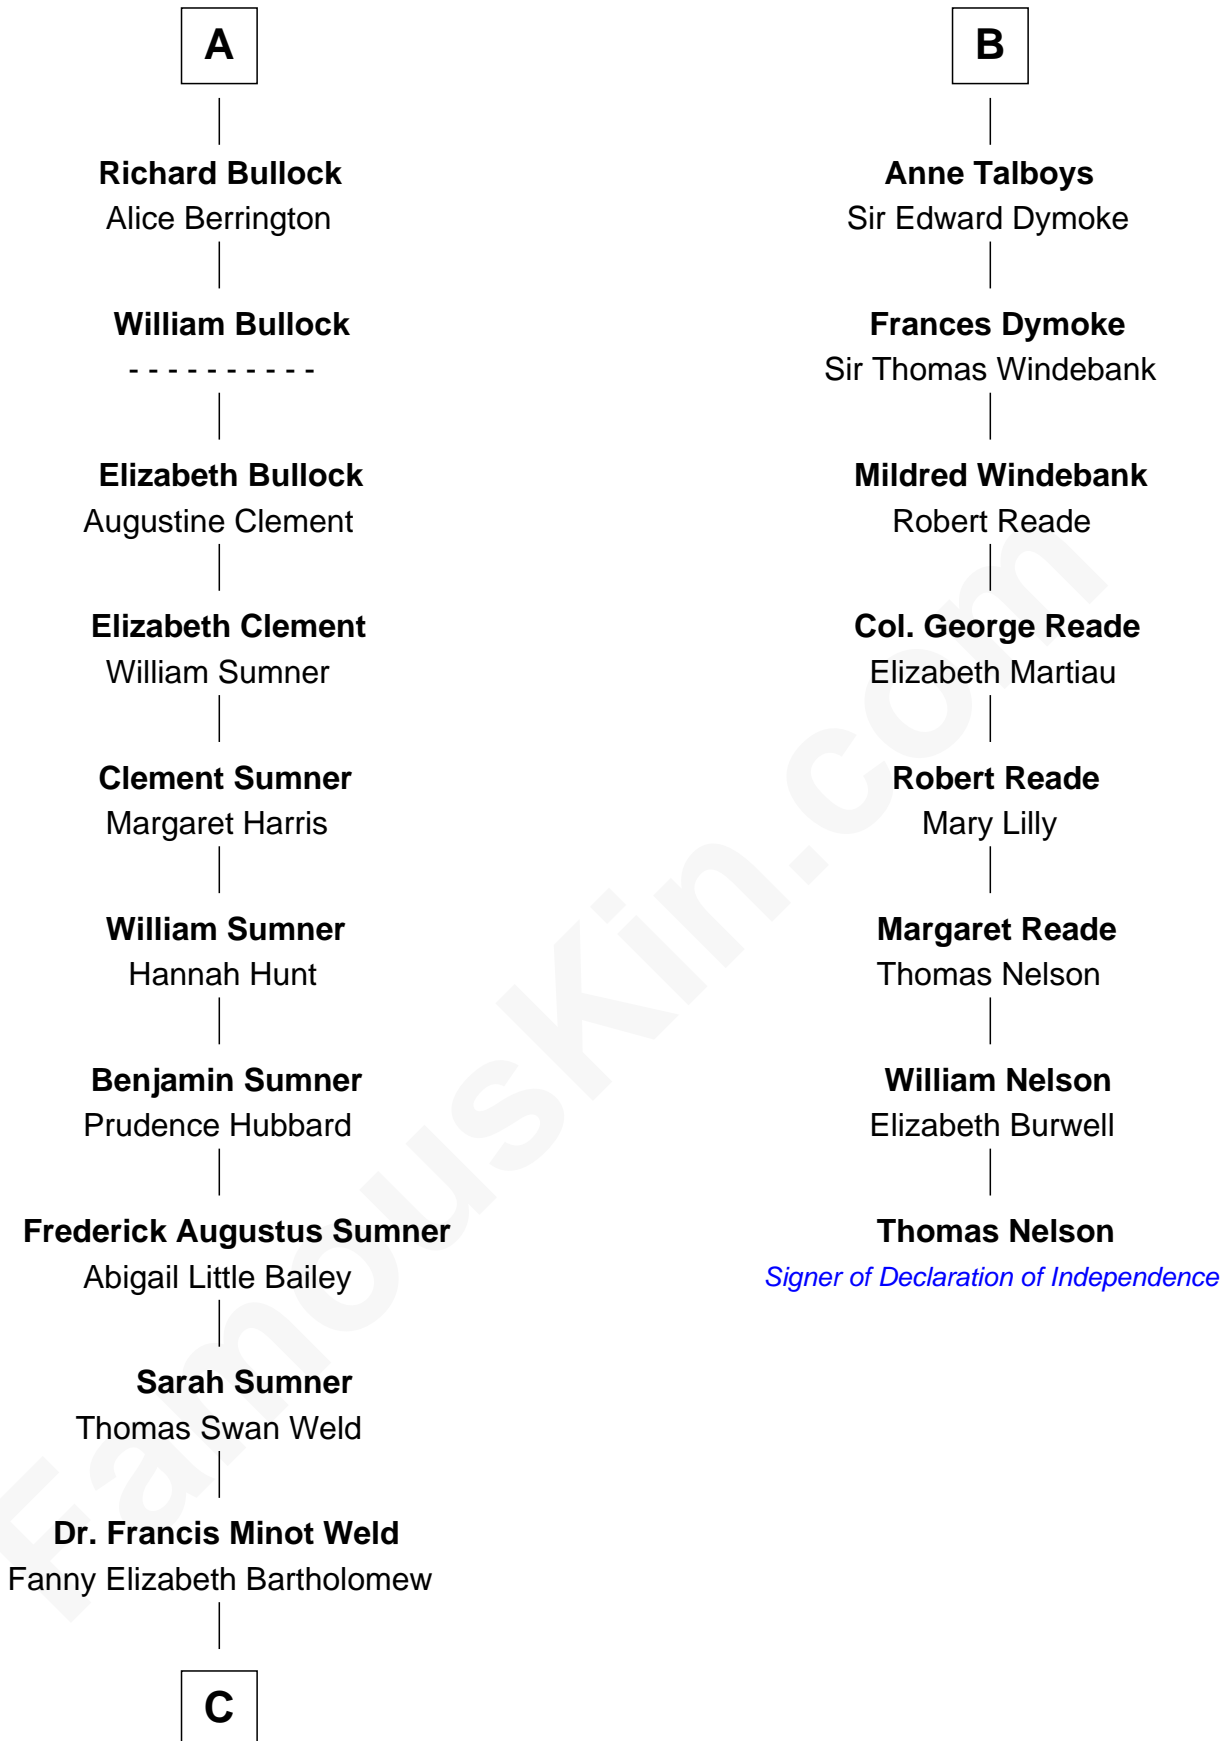 A
Richard Bullock
Alice Berrington
William Bullock
- - - - - - - - - -
Elizabeth Bullock
Augustine Clement
Elizabeth Clement
William Sumner
Clement Sumner
Margaret Harris
William Sumner
Hannah Hunt
Benjamin Sumner
Prudence Hubbard
Frederick Augustus Sumner
Abigail Little Bailey
Sarah Sumner
Thomas Swan Weld
Dr. Francis Minot Weld
Fanny Elizabeth Bartholomew
C
B
Anne Talboys
Sir Edward Dymoke
Frances Dymoke
Sir Thomas Windebank
Mildred Windebank
Robert Reade
Col. George Reade
Elizabeth Martiau
Robert Reade
Mary Lilly
Margaret Reade
Thomas Nelson
William Nelson
Elizabeth Burwell
Thomas Nelson
Signer of Declaration of Independence
FamousKin.com